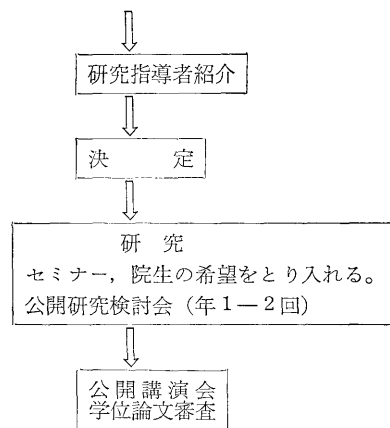 研究指導者紹介
決　　定
研　究
セミナー，院生の希望をとり入れる。
公開研究検討会（年1―2回）
公開講演会
学位論文審査